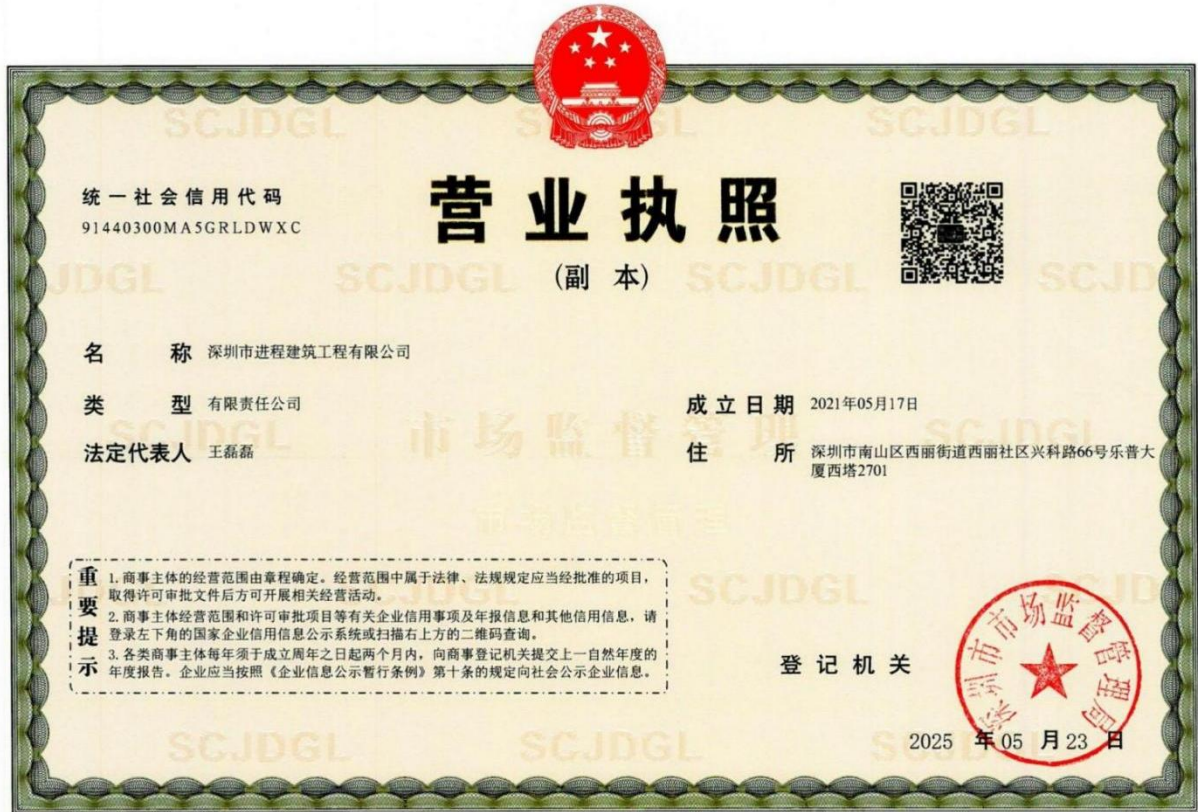 统一社会信用代码
91440300MA5GRLDWXC
营业执照
(副 本)
名 称 深圳市进程建筑工程有限公司
类 型 有限责任公司
法定代表人 王磊磊
成立日期 2021年05月17日
住 所 深圳市南山区西丽街道西丽社区兴科路66号乐普大
厦西塔2701
重要提示
1.商事主体的经营范围由章程确定。经营范围中属于法律、法规规定应当经批准的项目，
取得许可审批文件后方可开展相关经营活动。
2.商事主体经营范围和许可审批项目等有关企业信用事项及年报信息和其他信用信息，请
登录左下角的国家企业信用信息公示系统或扫描右上方的二维码查询。
3.各类商事主体每年须于成立周年之日起两个月内，向商事登记机关提交上一自然年度的
年度报告。企业应当按照《企业信息公示暂行条例》第十条的规定向社会公示企业信息。
登记机关
深圳市市场监督管理局
2025 年 05 月 23 日
SCJDGL
市场监督管理